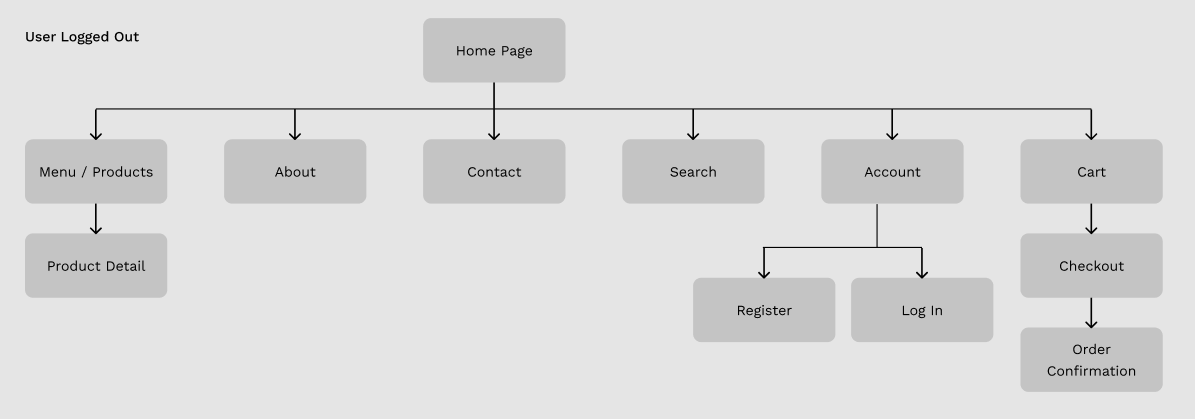 User Logged Out
Home Page
Menu / Products
About
Contact
Search
Account
Cart
Product Detail
Checkout
Register
Log In
Order
Confirmation